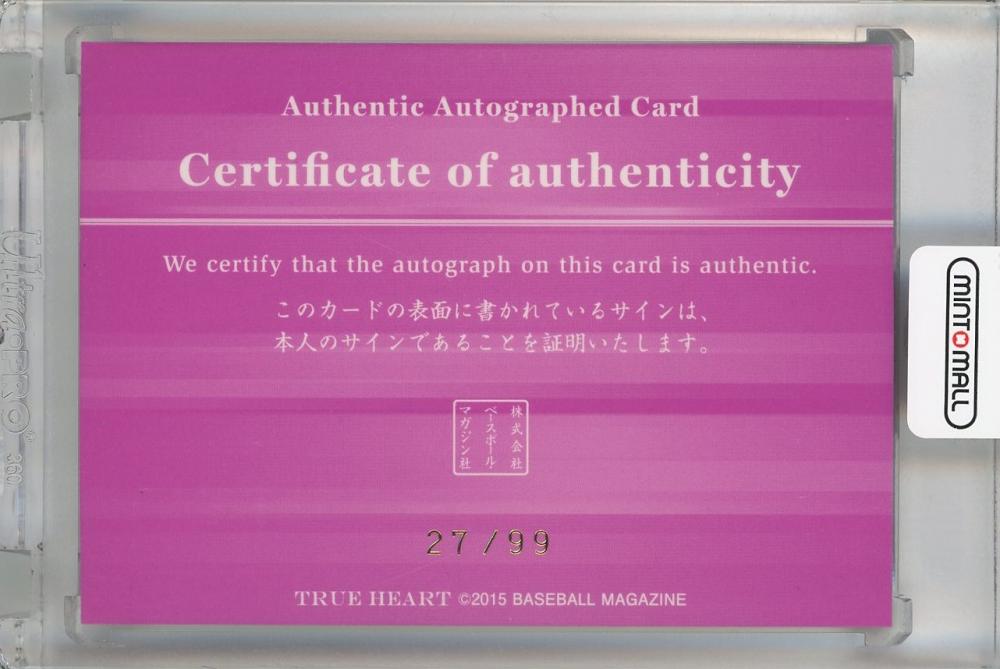 Authentic Autographed Card
Certificate of authenticity
We certify that the autograph on this card is authentic.
このカードの表面に書かれているサインは、
本人のサインであることを証明いたします。
株式会社
ベースボール・
マガジン社
27/99
TRUE HEART ©2015 BASEBALL MAGAZINE
MINT MALL
UltraPRO®
360